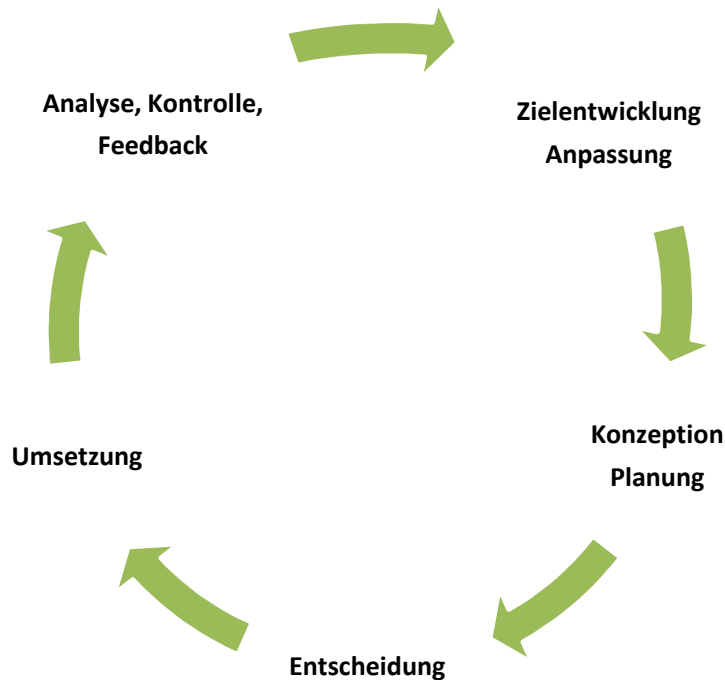 Analyse, Kontrolle,
Feedback
Zielentwicklung
Anpassung
Konzeption
Planung
Entscheidung
Umsetzung